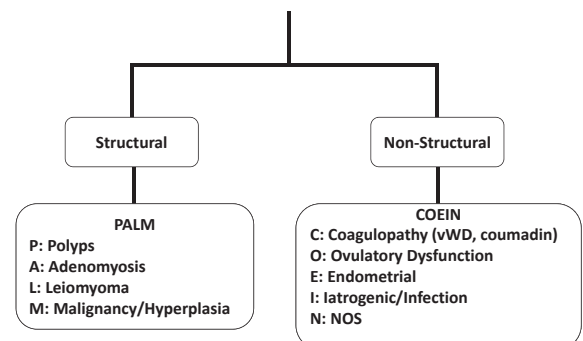 Structural
Non-Structural
PALM
P: Polyps
A: Adenomyosis
L: Leiomyoma
M: Malignancy/Hyperplasia
COEIN
C: Coagulopathy (vWD, coumadin)
O: Ovulatory Dysfunction
E: Endometrial
I: Iatrogenic/Infection
N: NOS